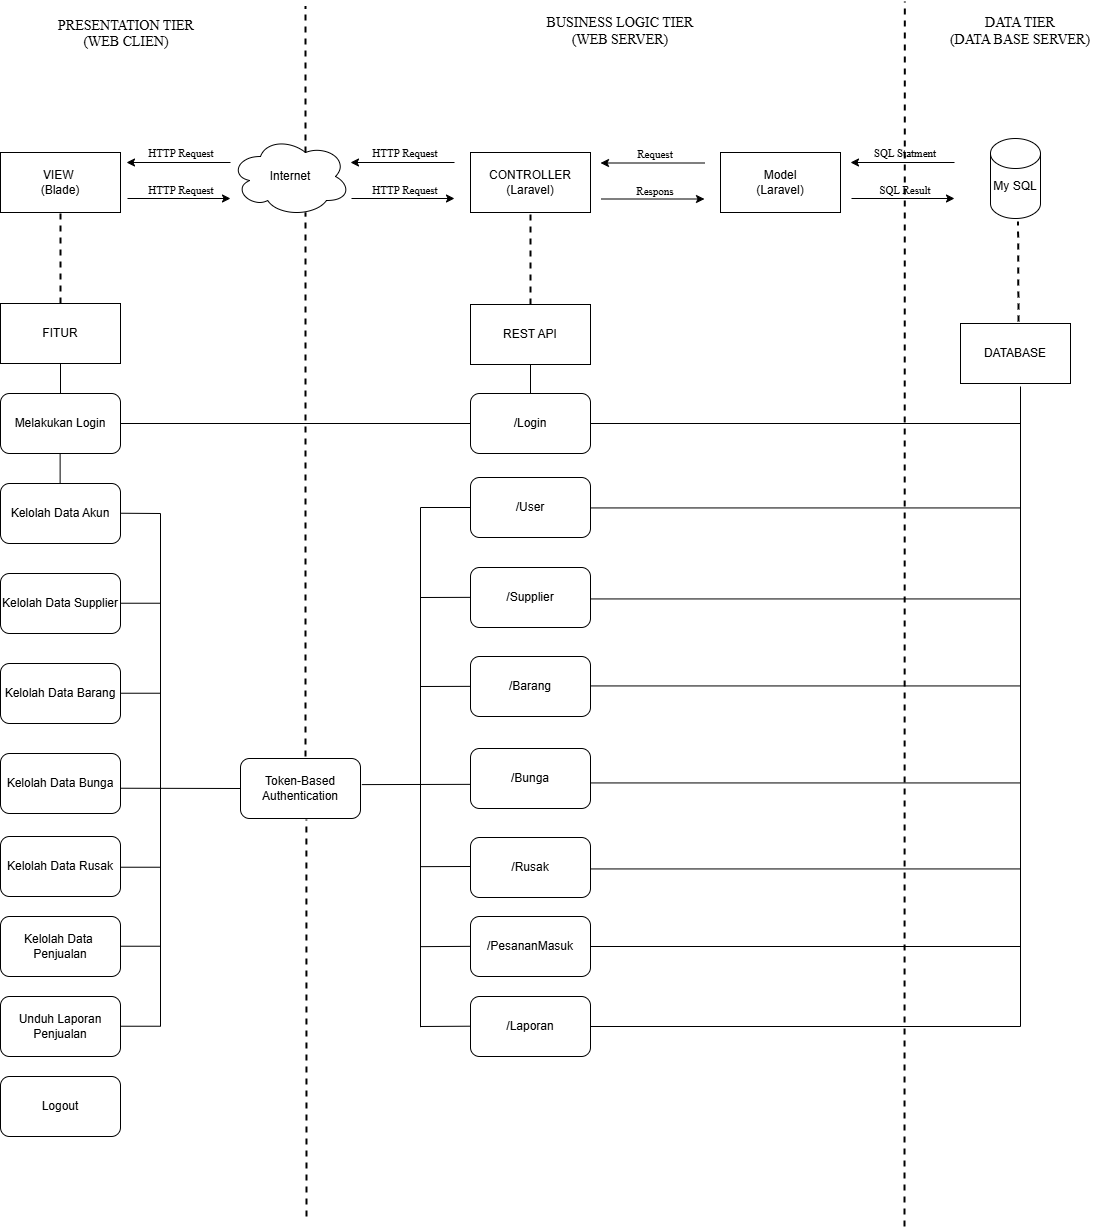 PRESENTATION TIER
(WEB CLIEN)
BUSINESS LOGIC TIER
(WEB SERVER)
DATA TIER
(DATA BASE SERVER)
VIEW
(Blade)
HTTP Request
HTTP Request
Internet
HTTP Request
HTTP Request
CONTROLLER
(Laravel)
Request
Respons
Model
(Laravel)
SQL Statment
SQL Result
My SQL
FITUR
REST API
DATABASE
Melakukan Login
/Login
Kelolah Data Akun
/User
Kelolah Data Supplier
/Supplier
Kelolah Data Barang
/Barang
Kelolah Data Bunga
Token-Based
Authentication
/Bunga
Kelolah Data Rusak
/Rusak
Kelolah Data
Penjualan
/PesananMasuk
Unduh Laporan
Penjualan
/Laporan
Logout